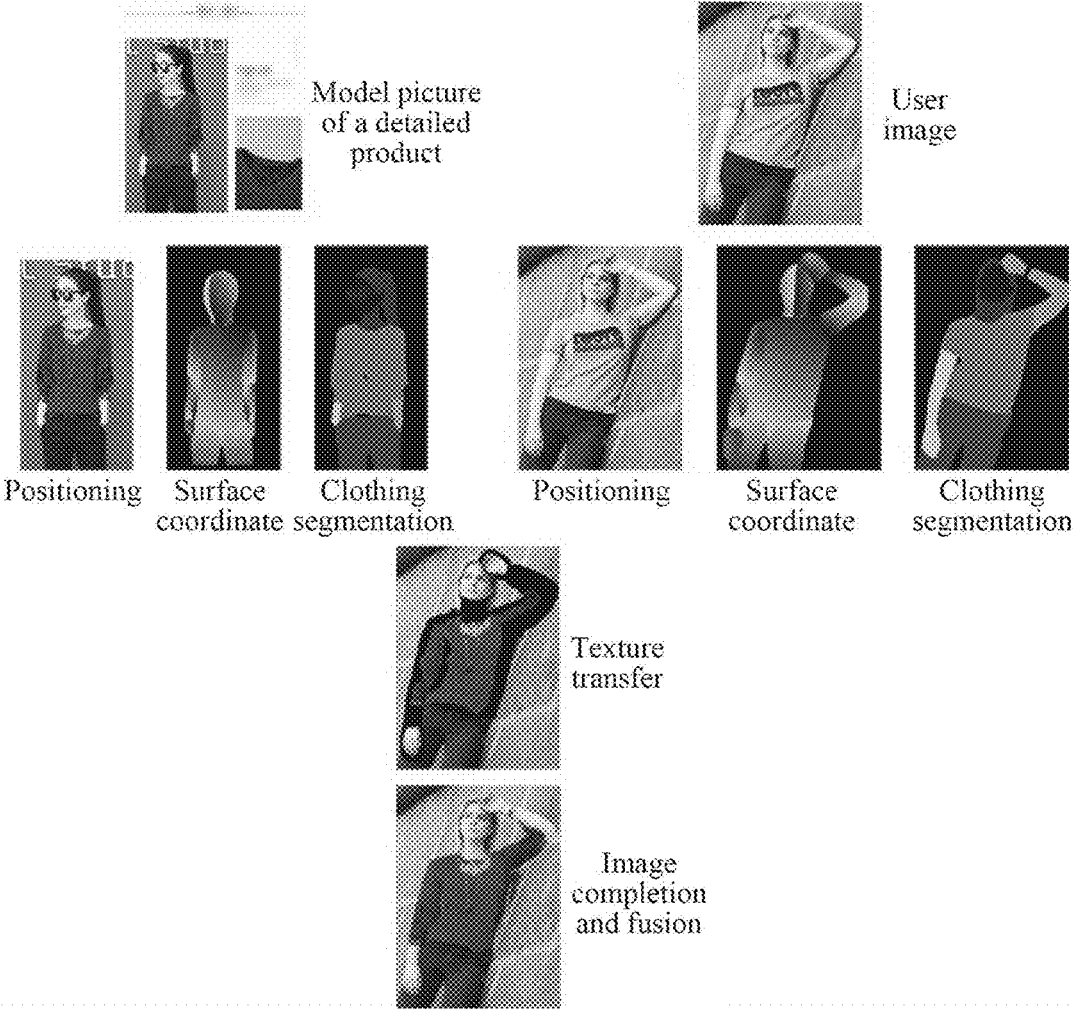 Model picture
of a detailed
product
User
image
Positioning
Surface
coordinate
Clothing
segmentation
Positioning
Surface
coordinate
Clothing
segmentation
Texture
transfer
Image
completion
and fusion